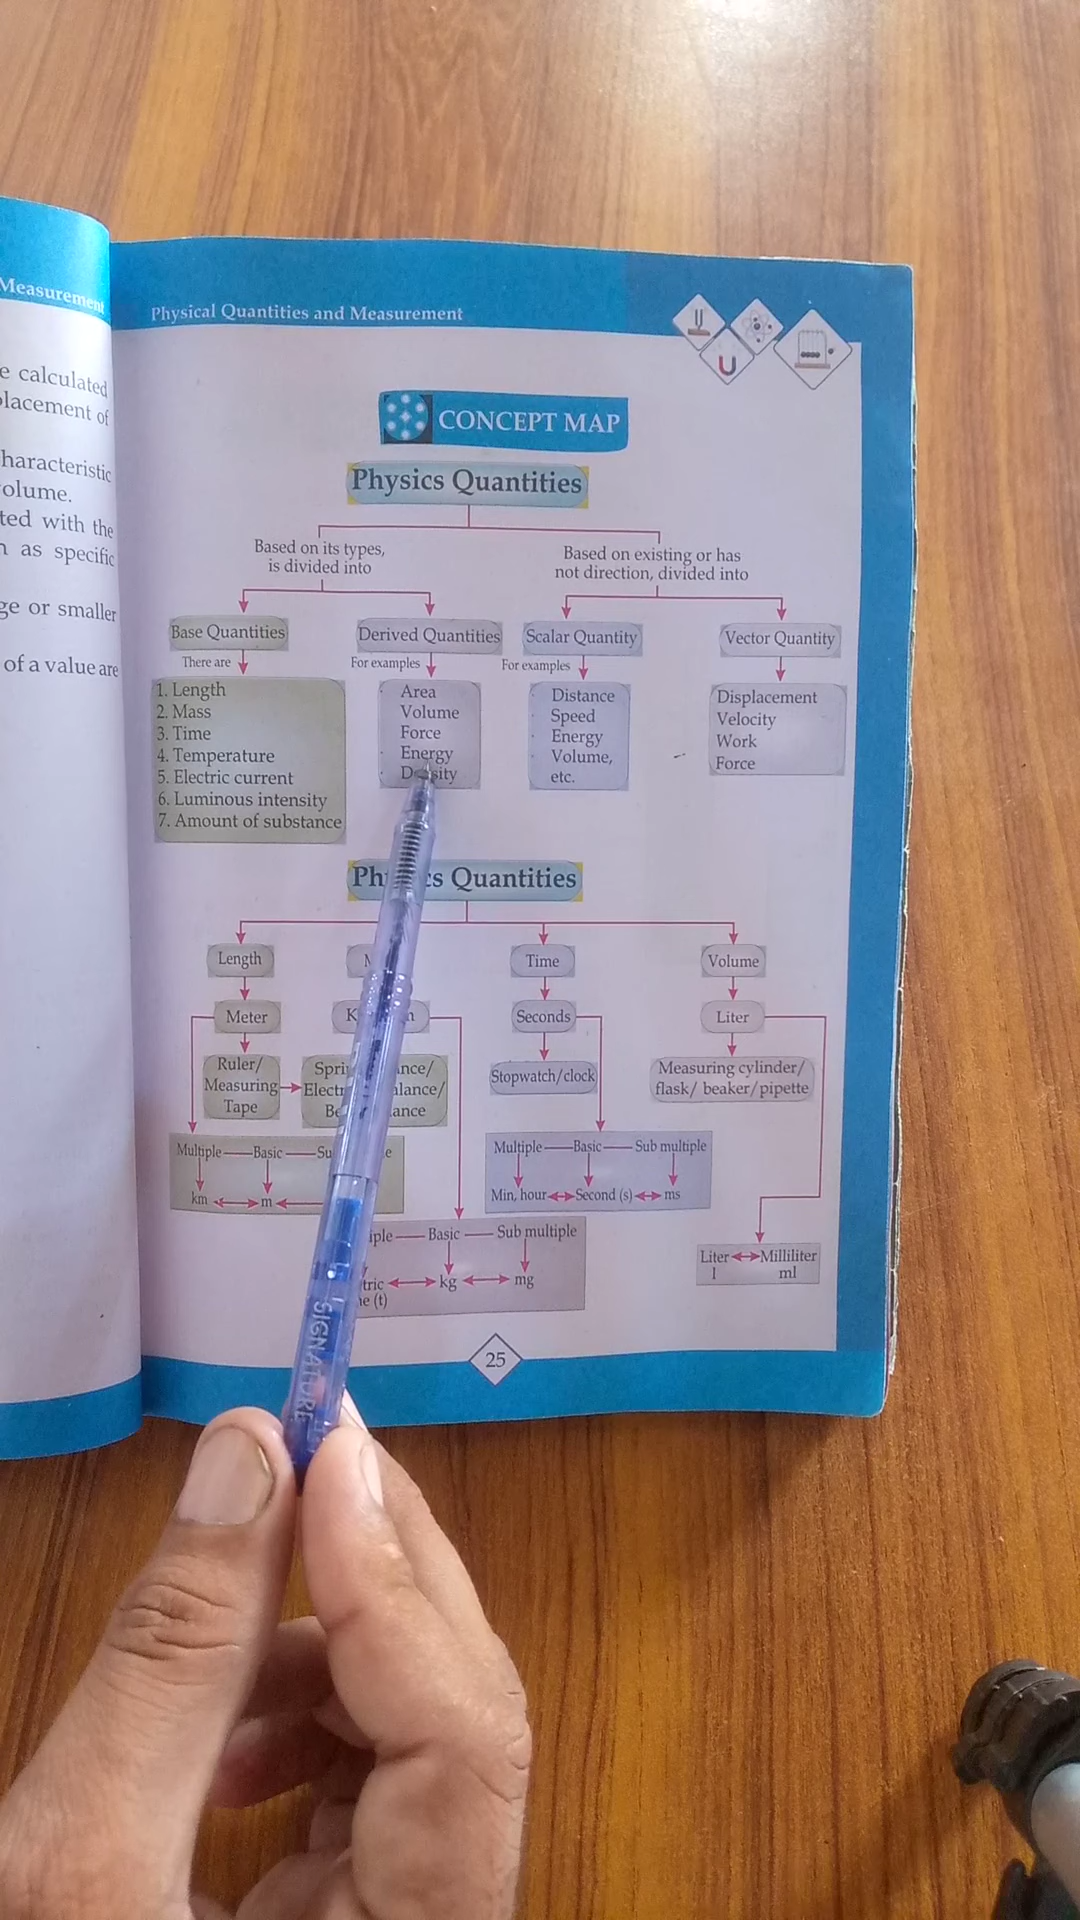 Measurement
e calculated
placement of
haracteristic
olume.
ted with the
as specific
ge or smaller
of a value are
Physical Quantities and Measurement
CONCEPT MAP
Physics Quantities
Based on its types,
is divided into
Based on existing or has
not direction, divided into
Base Quantities
Derived Quantities
Scalar Quantity
Vector Quantity
There are
For examples
For examples
1. Length
2. Mass
3. Time
4. Temperature
5. Electric current
6. Luminous intensity
7. Amount of substance
Area
Volume
Force
Energy
Distance
Speed
Energy
Volume,
etc.
Displacement
Velocity
Work
Force
Quantities
Length
Time
Volume
Meter
Seconds
Liter
Ruler/
Measuring
Tape
Stopwatch/clock
Measuring cylinder/
flask/ beaker/pipette
Multiple Basic
km m
Multiple Basic Sub multiple
Min, hour Second (s) ms
Basic Sub multiple
kg mg
(t)
Liter Milliliter
l ml
25
SIGNATURE